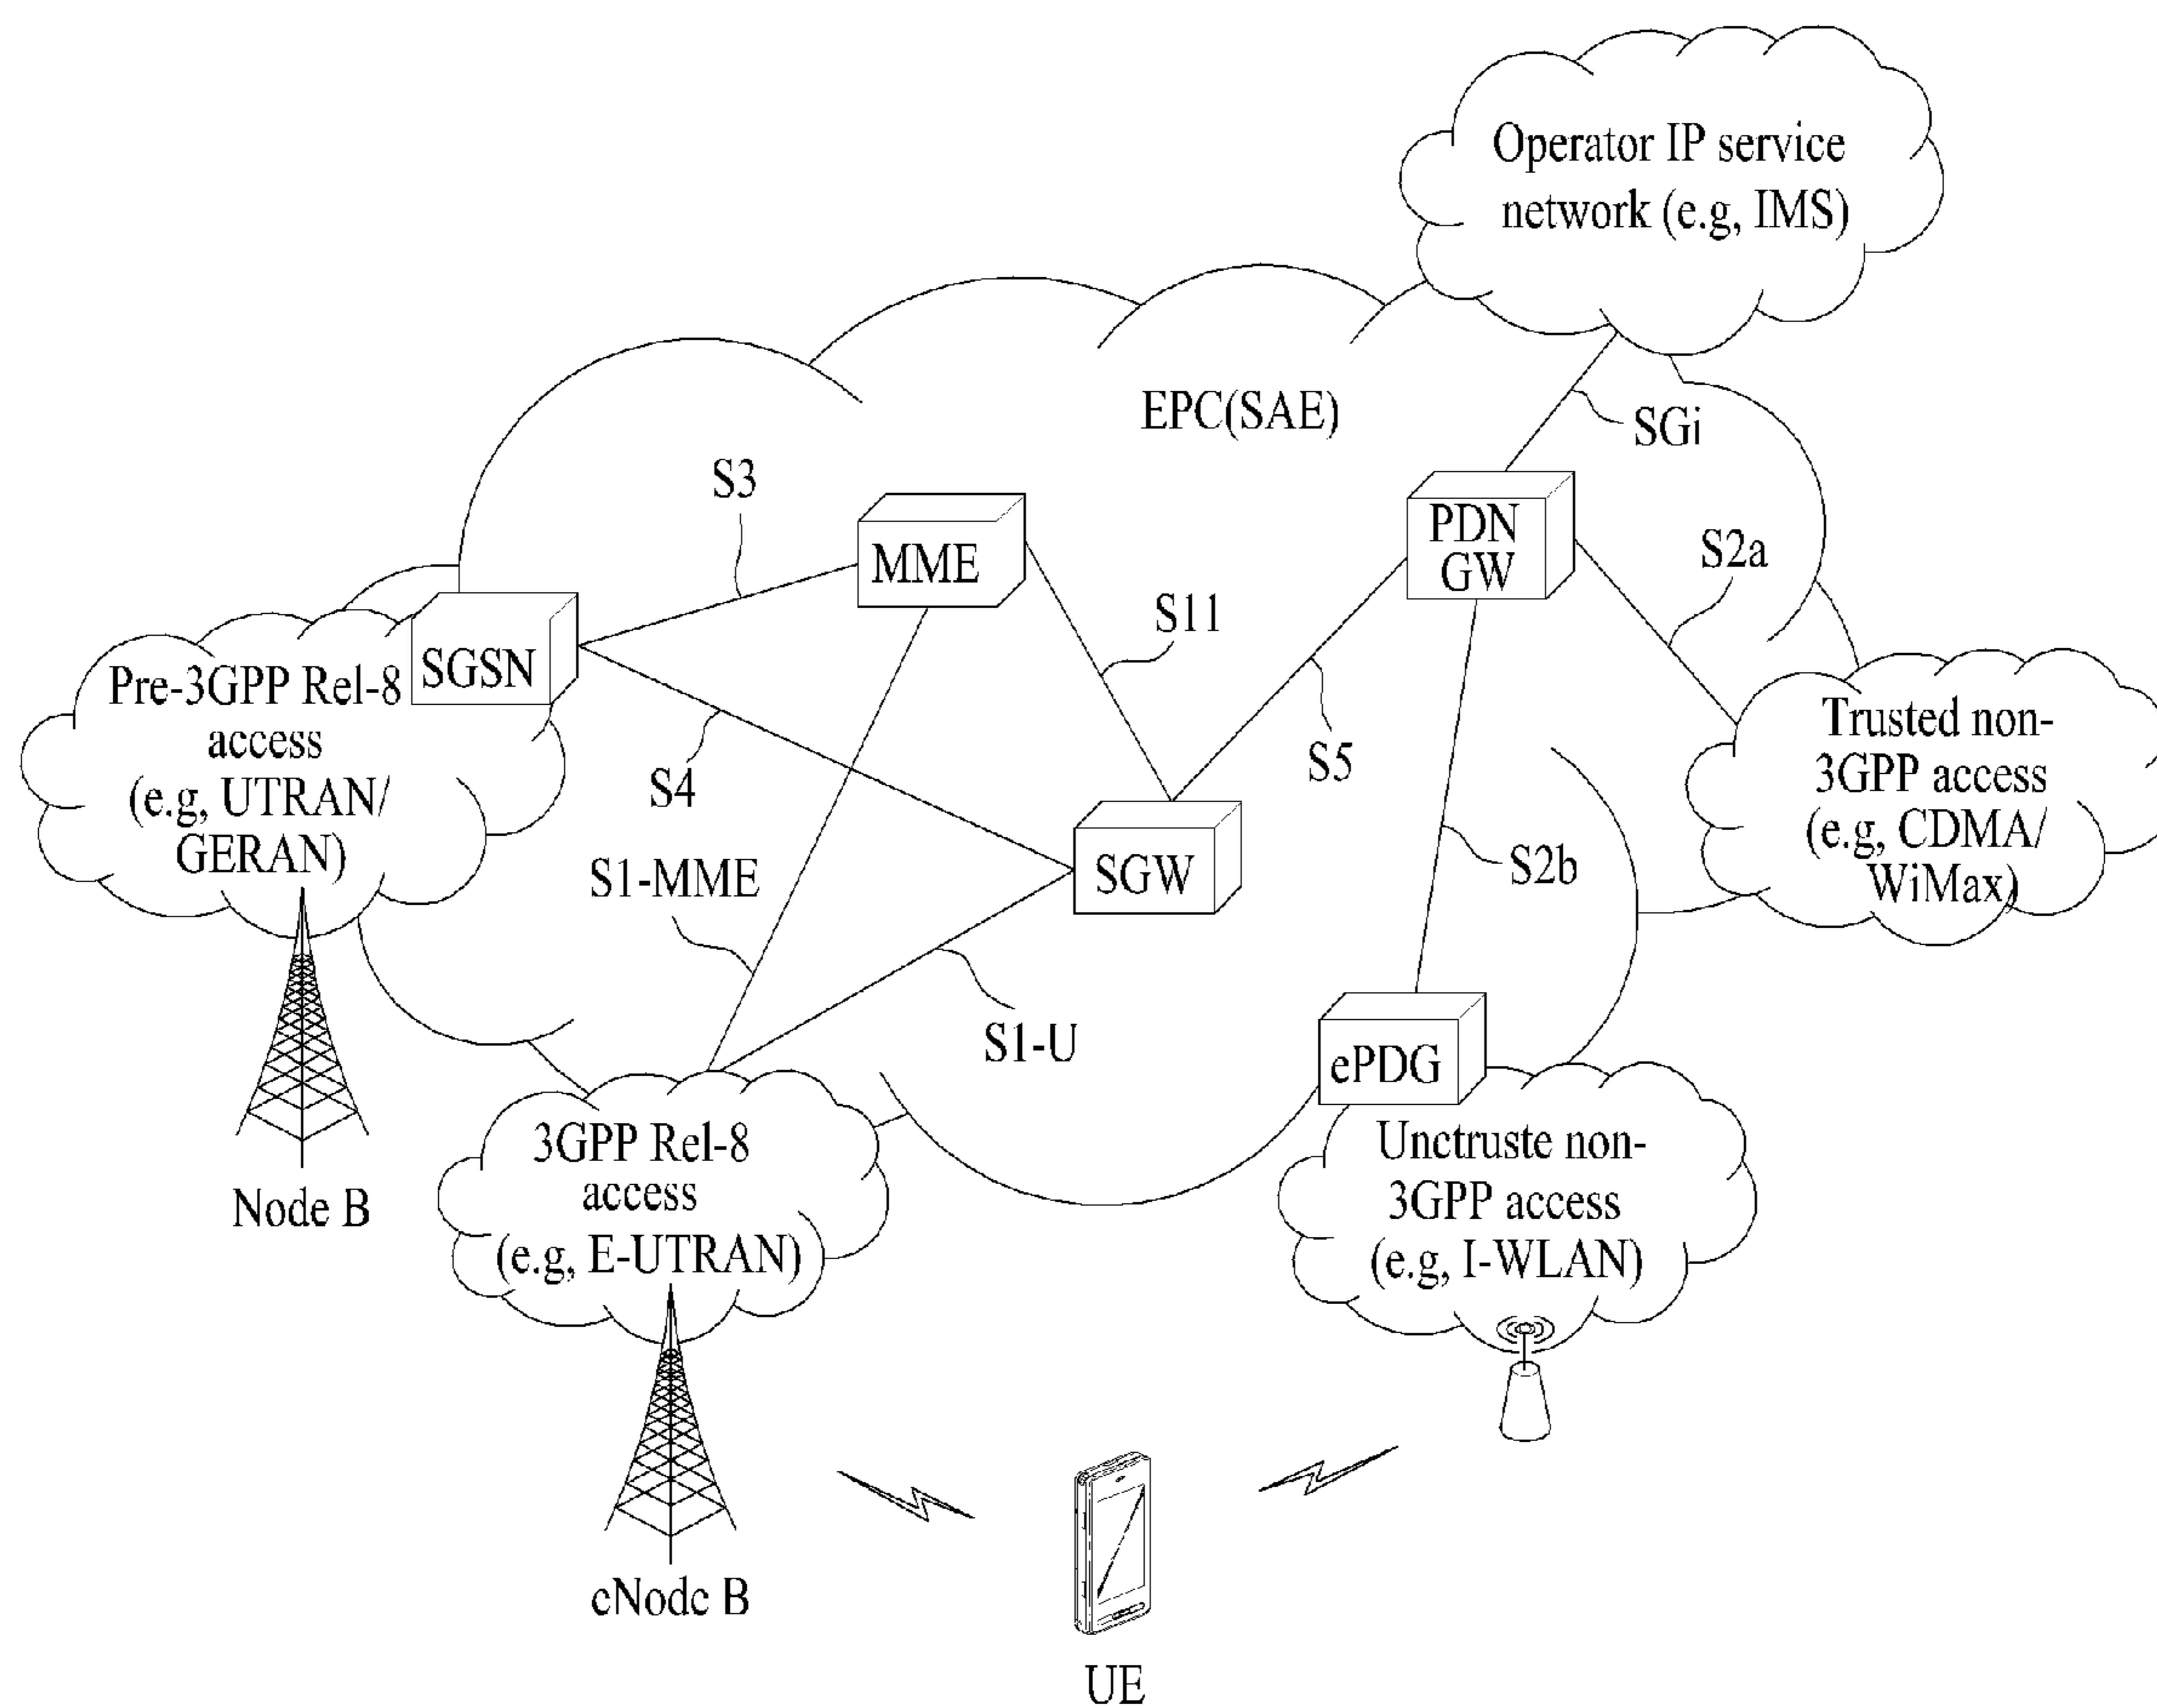 Operator IP service
network (e.g, IMS)
EPC(SAE)
SGi
S3
MME
PDN
GW
S2a
S11
SGSN
Pre-3GPP Rel-8
access
(e.g, UTRAN/
GERAN)
S4
S5
Trusted non-
3GPP access
(e.g, CDMA/
WiMax)
S1-MME
SGW
S2b
S1-U
ePDG
3GPP Rel-8
access
(e.g, E-UTRAN)
Unctruste non-
3GPP access
(e.g, I-WLAN)
Node B
eNode B
UE